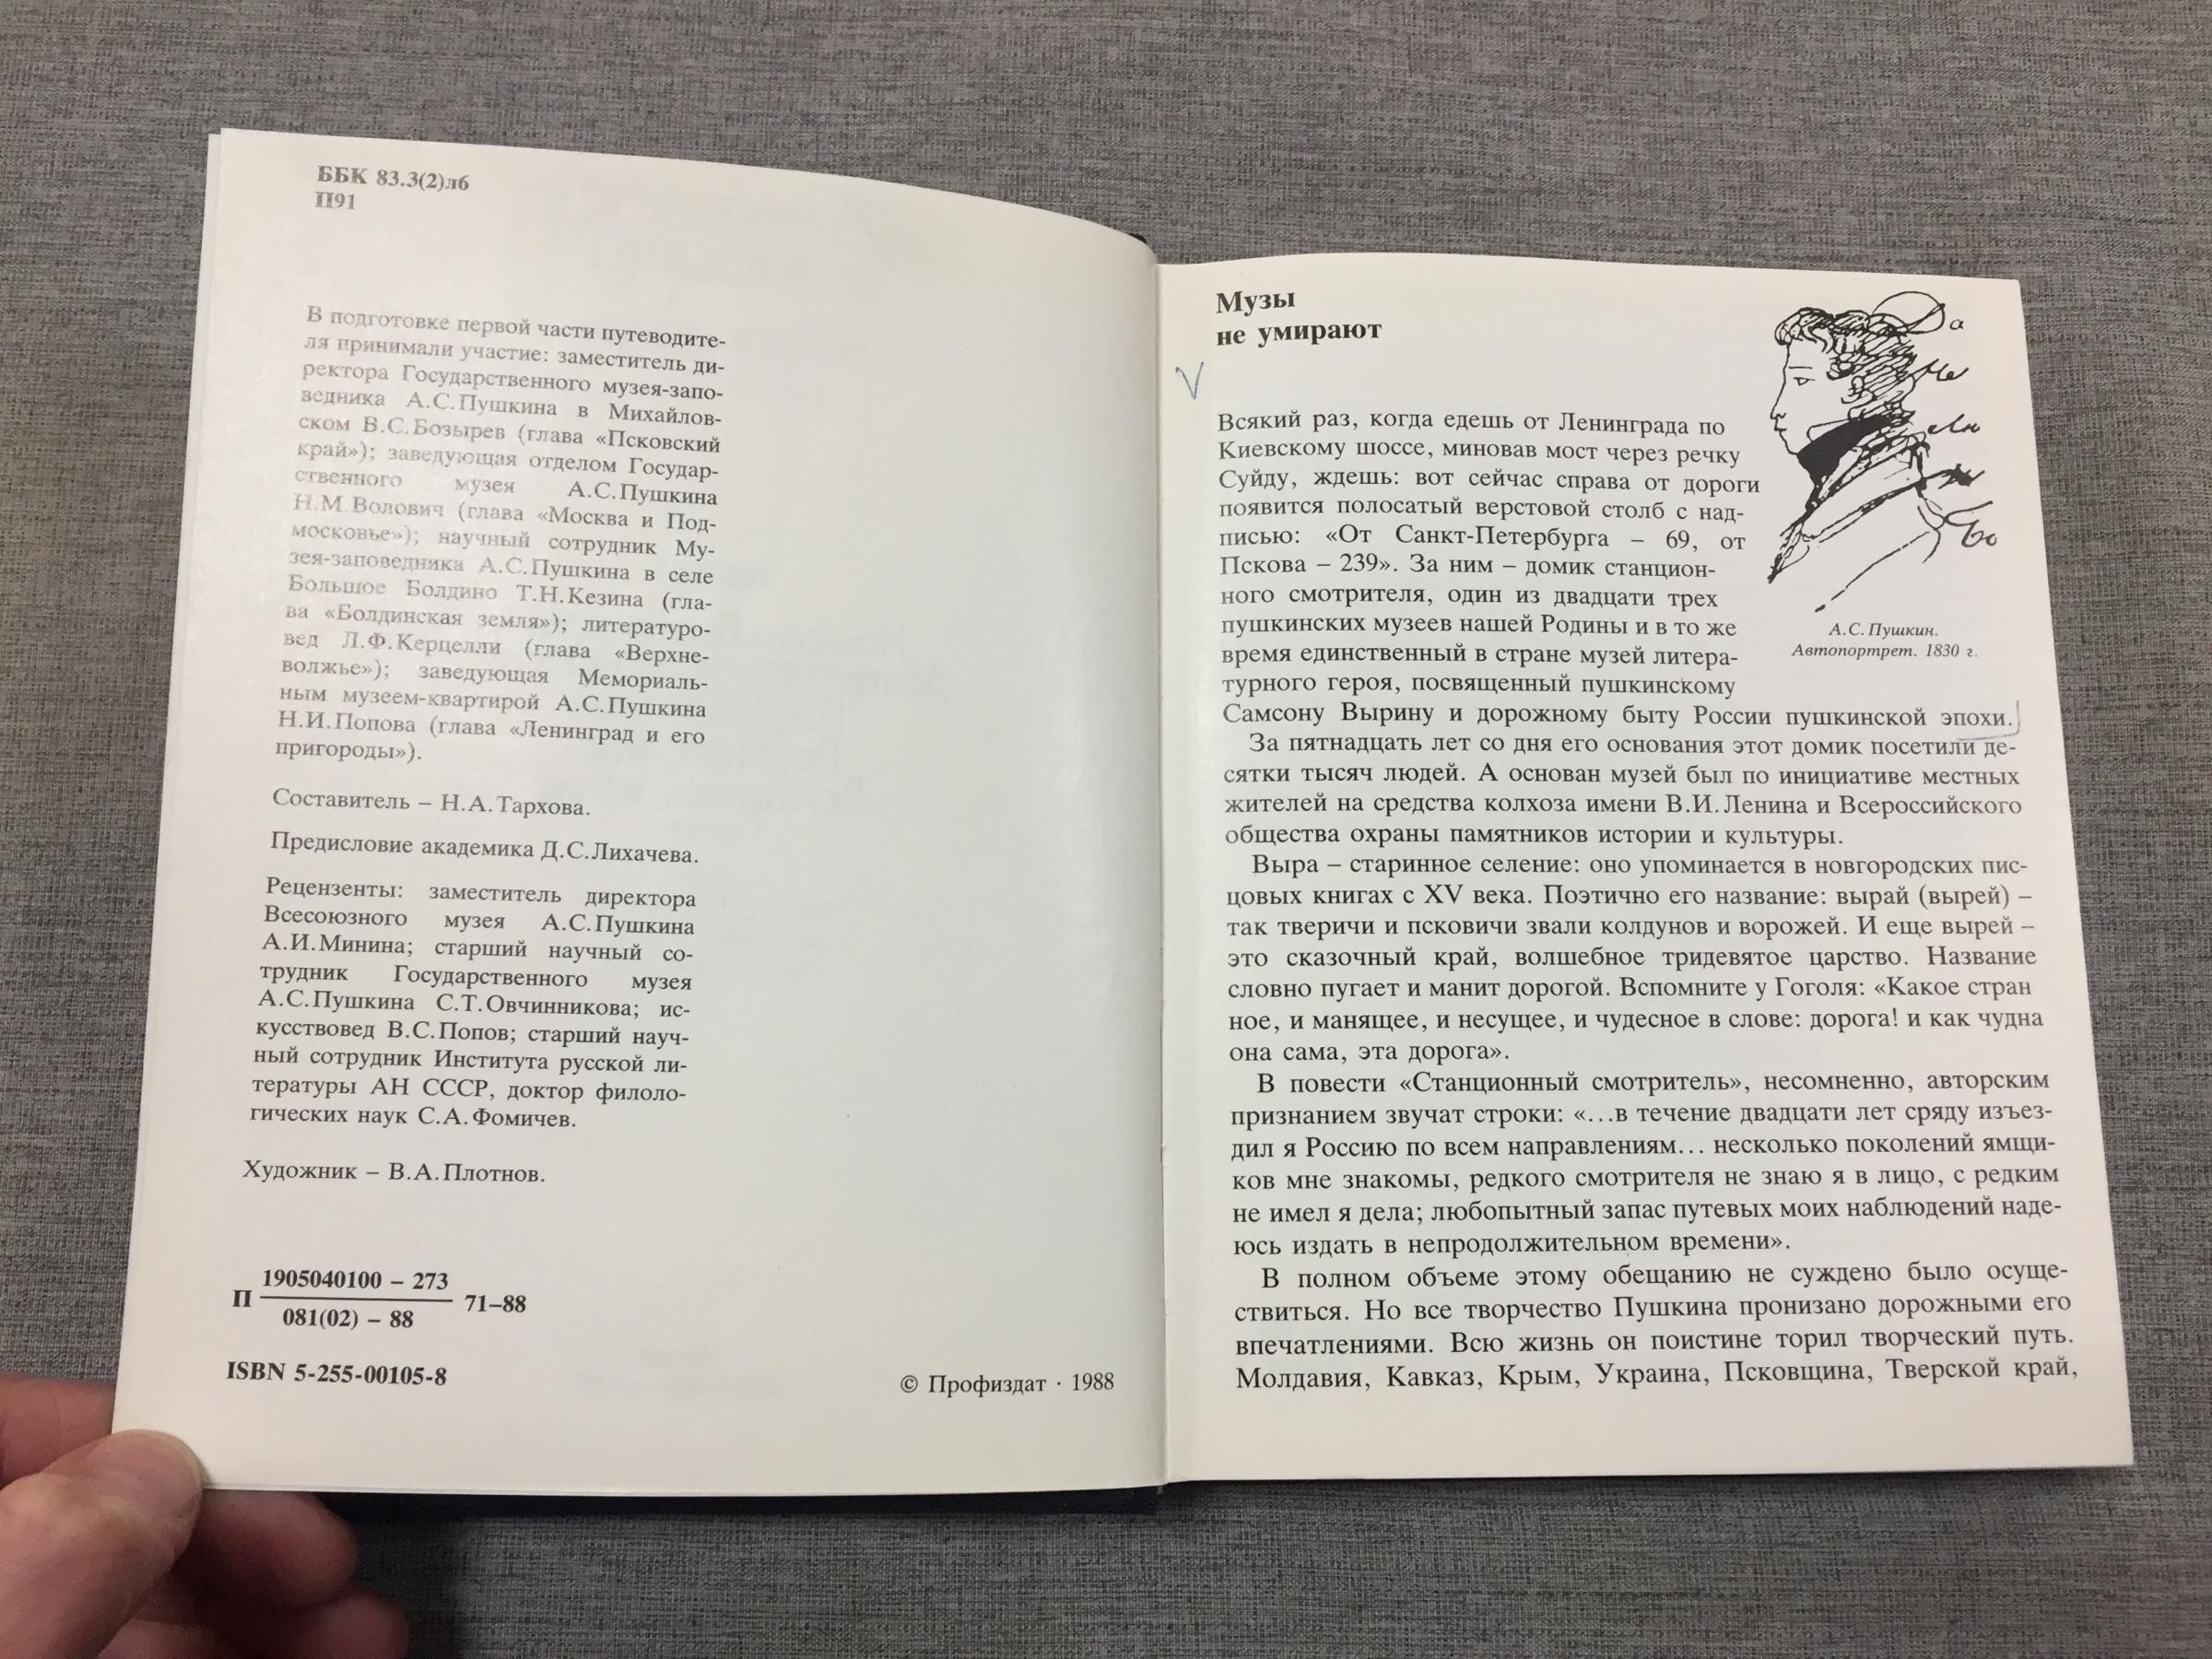 ББК 83.3(2)лб
П91
В подготовке первой части путеводите-
ля принимали участие: заместитель ди-
ректора Государственного музея-запо-
ведника А.С.Пушкина в Михайлов-
ском В.С.Бозырев (глава «Псковский
край»); заведующая отделом Государ-
ственного музея А.С.Пушкина
Н.М.Волович (глава «Москва и Под-
московье»); научный сотрудник Му-
зея-заповедника А.С.Пушкина в селе
Большое Болдино Т.Н.Кезина (гла-
ва «Болдинская земля»); литературо-
вед Л.Ф.Керцелли (глава «Верхне-
волжье»); заведующая Мемориаль-
ным музеем-квартирой А.С.Пушкина
Н.И.Попова (глава «Ленинград и его
пригороды»).
Составитель – Н.А.Тархова.
Предисловие академика Д.С.Лихачева.
Рецензенты: заместитель директора
Всесоюзного музея А.С.Пушкина
А.И.Минина; старший научный со-
трудник Государственного музея
А.С.Пушкина С.Т.Овчинникова; ис-
кусствовед В.С.Попов; старший науч-
ный сотрудник Института русской ли-
тературы АН СССР, доктор филоло-
гических наук С.А.Фомичев.
Художник – В.А.Плотнов.
1905040100 – 273
П 71–88
081(02) – 88
ISBN 5-255-00105-8
© Профиздат · 1988
Музы
не умирают
Всякий раз, когда едешь от Ленинграда по
Киевскому шоссе, миновав мост через речку
Суйду, ждешь: вот сейчас справа от дороги
появится полосатый верстовой столб с над-
писью: «От Санкт-Петербурга – 69, от
Пскова – 239». За ним – домик станцион-
ного смотрителя, один из двадцати трех
пушкинских музеев нашей Родины и в то же
время единственный в стране музей литера-
турного героя, посвященный пушкинскому
Самсону Вырину и дорожному быту России пушкинской эпохи.
А.С.Пушкин.
Автопортрет. 1830 г.
За пятнадцать лет со дня его основания этот домик посетили де-
сятки тысяч людей. А основан музей был по инициативе местных
жителей на средства колхоза имени В.И.Ленина и Всероссийского
общества охраны памятников истории и культуры.
Выра – старинное селение: оно упоминается в новгородских пис-
цовых книгах с XV века. Поэтично его название: вырай (вырей) –
так тверичи и псковичи звали колдунов и ворожей. И еще вырей –
это сказочный край, волшебное тридевятое царство. Название
словно пугает и манит дорогой. Вспомните у Гоголя: «Какое стран
ное, и манящее, и несущее, и чудесное в слове: дорога! и как чудна
она сама, эта дорога».
В повести «Станционный смотритель», несомненно, авторским
признанием звучат строки: «...в течение двадцати лет сряду изъез-
дил я Россию по всем направлениям... несколько поколений ямщи-
ков мне знакомы, редкого смотрителя не знаю я в лицо, с редким
не имел я дела; любопытный запас путевых моих наблюдений наде-
юсь издать в непродолжительном времени».
В полном объеме этому обещанию не суждено было осуще-
ствиться. Но все творчество Пушкина пронизано дорожными его
впечатлениями. Всю жизнь он поистине торил творческий путь.
Молдавия, Кавказ, Крым, Украина, Псковщина, Тверской край,